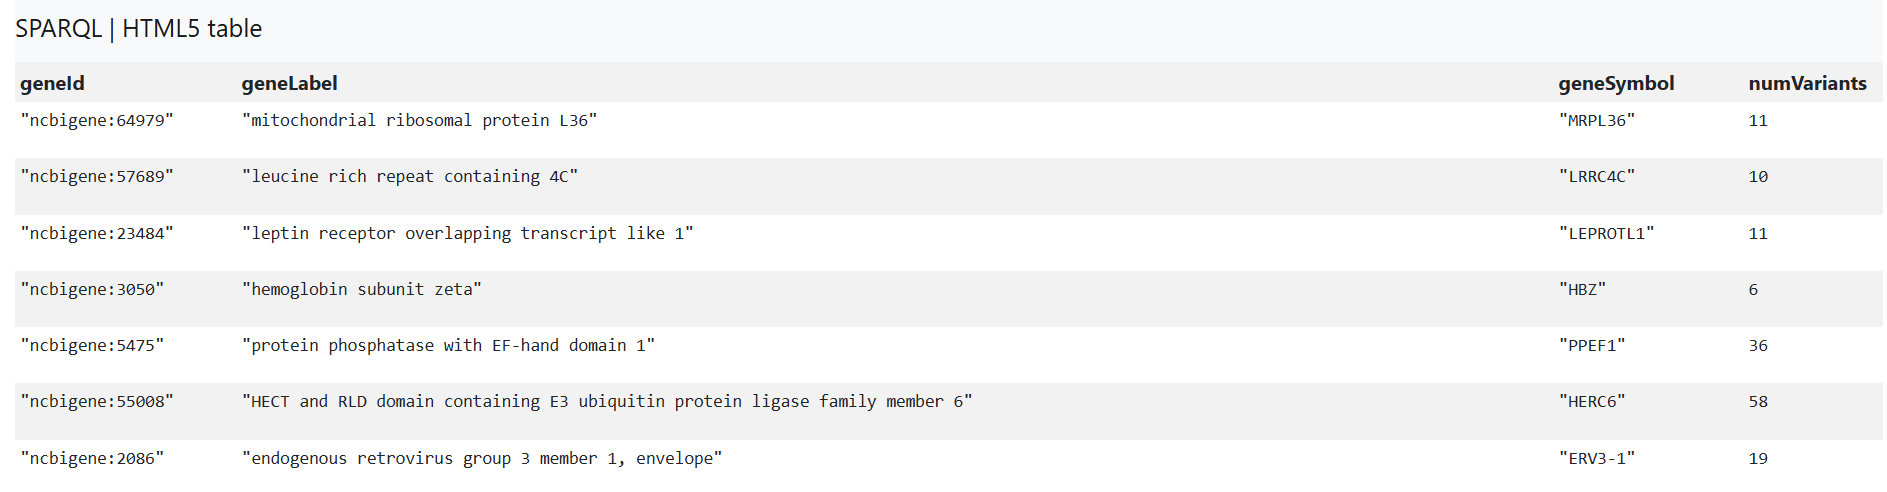 SPARQL | HTML5 table
geneId geneLabel geneSymbol numVariants
"ncbigene:64979" "mitochondrial ribosomal protein L36" "MRPL36" 11
"ncbigene:57689" "leucine rich repeat containing 4C" "LRRC4C" 10
"ncbigene:23484" "leptin receptor overlapping transcript like 1" "LEPROTL1" 11
"ncbigene:3050" "hemoglobin subunit zeta" "HBZ" 6
"ncbigene:5475" "protein phosphatase with EF-hand domain 1" "PPEF1" 36
"ncbigene:55008" "HECT and RLD domain containing E3 ubiquitin protein ligase family member 6" "HERC6" 58
"ncbigene:2086" "endogenous retrovirus group 3 member 1, envelope" "ERV3-1" 19